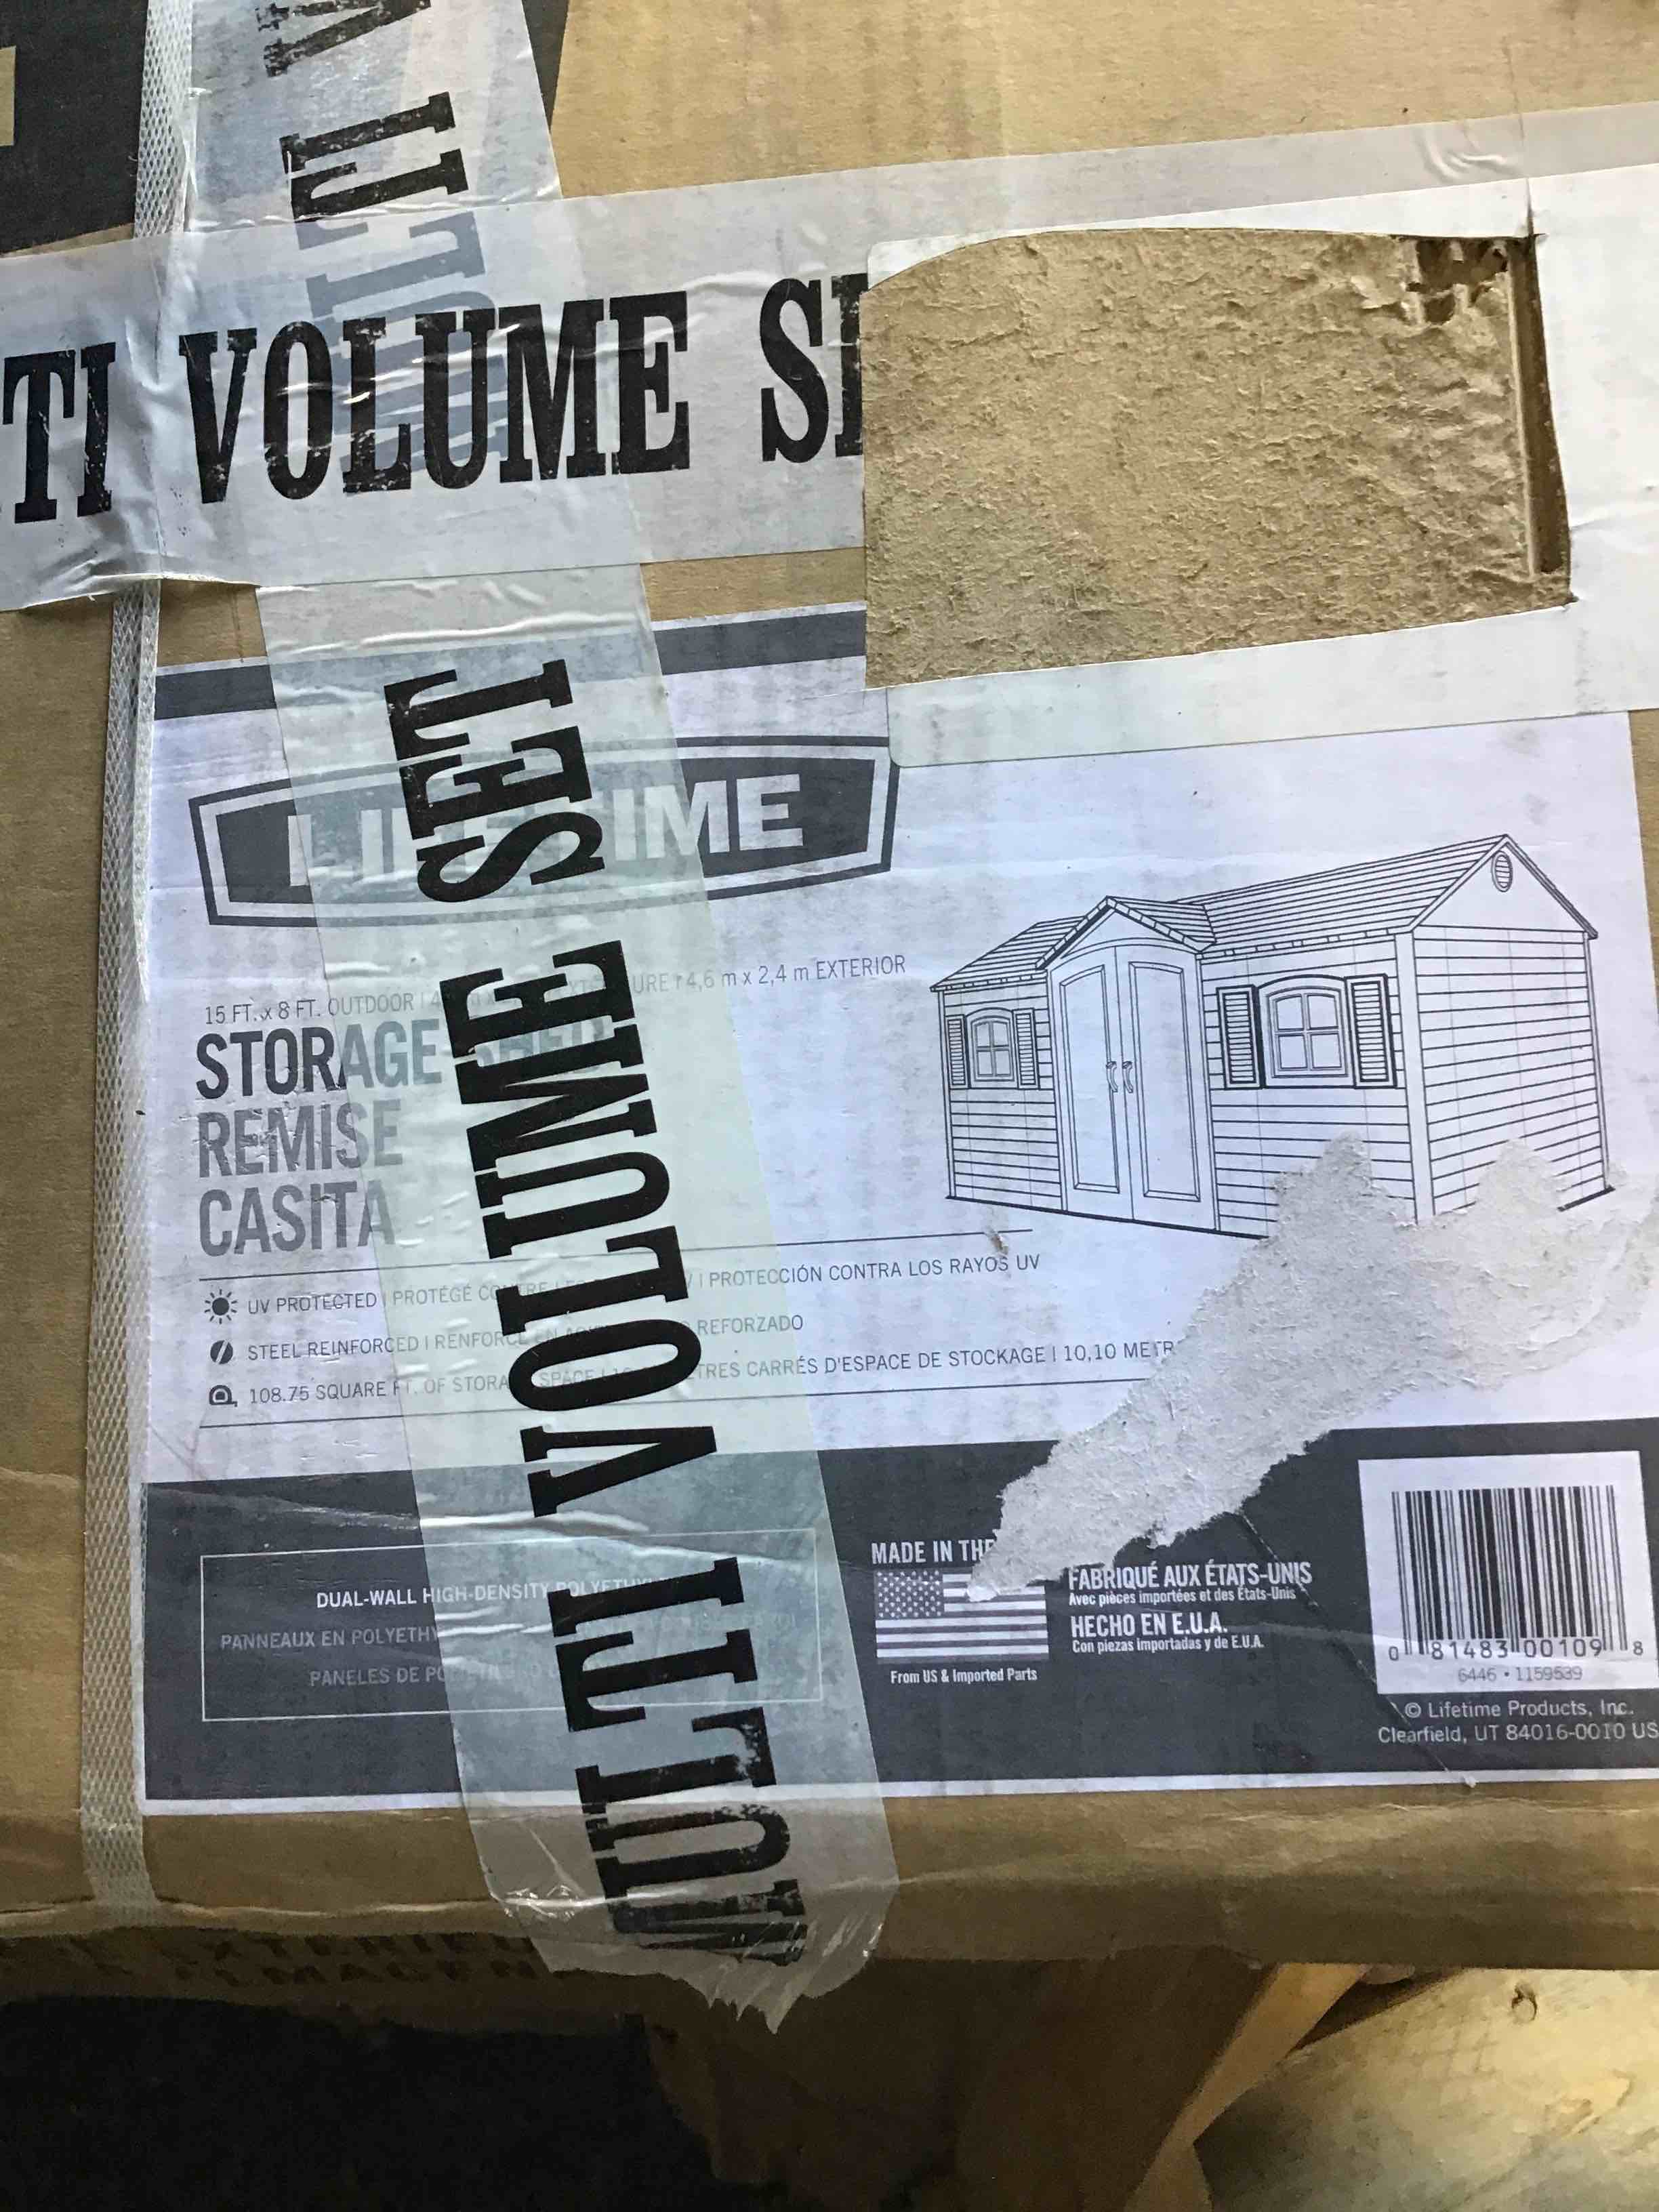 TI VOLUME
MULTI VOLUME SET
LIFETIME
15 FT. x 8 FT. OUTDOOR 4,6 m x 2,4 m EXTERIOR
STORAGE SHED
REMISE
CASITA
UV PROTECTED | PROTÉGÉ CONTRE | PROTECCIÓN CONTRA LOS RAYOS UV
STEEL REINFORCED | RENFORCÉ EN REFORZADO
108.75 SQUARE FT. OF STORAGE SPACE CARRÉS D'ESPACE DE STOCKAGE | 10,10 METR
DUAL-WALL HIGH-DENSITY
PANNEAUX EN POLYETHY
PANELES DE
MADE IN THE
From US & Imported Parts
FABRIQUÉ AUX ÉTATS-UNIS
Avec pièces importées et des États-Unis
HECHO EN E.U.A.
Con piezas importadas y de E.U.A.
0 81483 00109 8
6446 • 1159539
© Lifetime Products, Inc.
Clearfield, UT 84016-0010 US